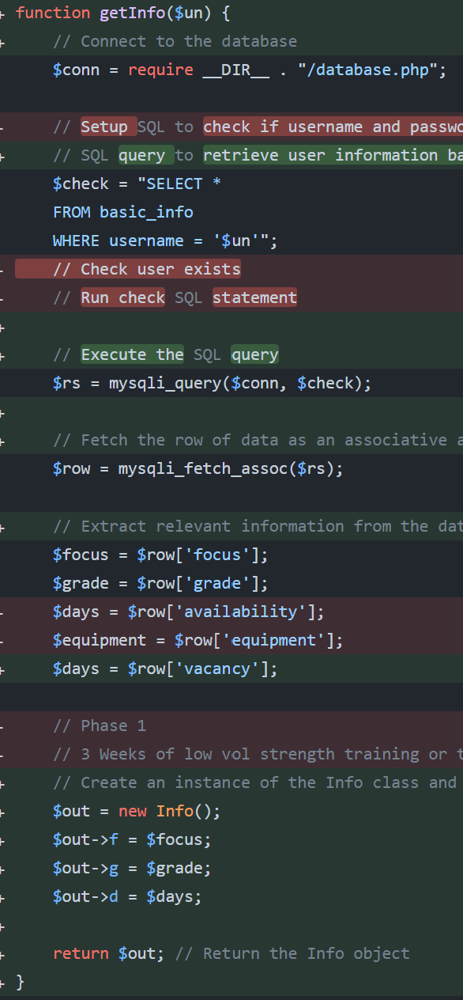 + function getInfo($un) {
+ // Connect to the database
$conn = require __DIR__ . "/database.php";
- // Setup SQL to check if username and passwo
+ // SQL query to retrieve user information ba
$check = "SELECT *
FROM basic_info
WHERE username = '$un'";
- // Check user exists
- // Run check SQL statement
+
+ // Execute the SQL query
$rs = mysqli_query($conn, $check);
+
+ // Fetch the row of data as an associative a
$row = mysqli_fetch_assoc($rs);
+ // Extract relevant information from the dat
$focus = $row['focus'];
$grade = $row['grade'];
- $days = $row['availability'];
- $equipment = $row['equipment'];
+ $days = $row['vacancy'];
- // Phase 1
- // 3 Weeks of low vol strength training or t
+ // Create an instance of the Info class and
+ $out = new Info();
+ $out->f = $focus;
+ $out->g = $grade;
+ $out->d = $days;
+
+ return $out; // Return the Info object
+ }